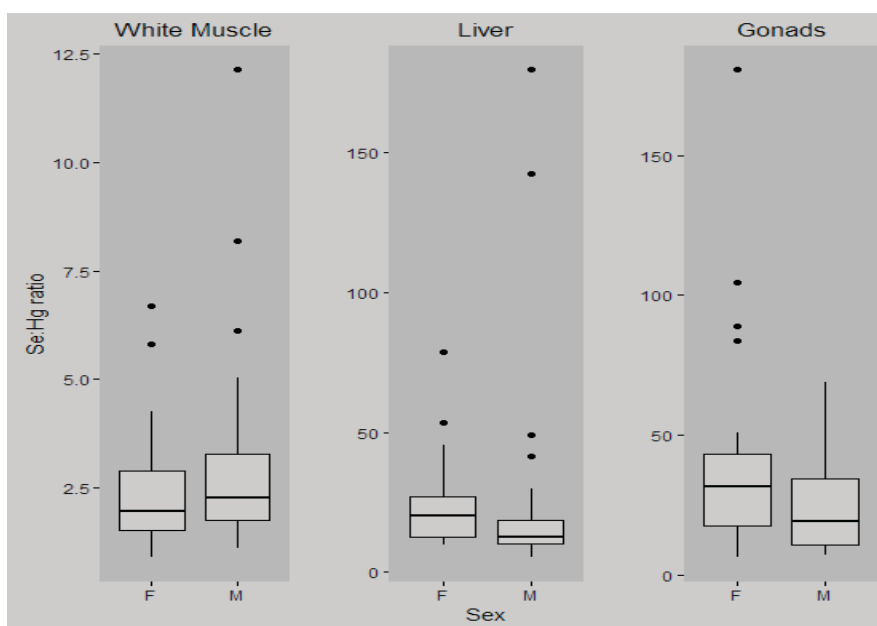 White Muscle
Liver
Gonads
Se:Hg ratio
12.5
10.0
7.5
5.0
2.5
150
100
50
0
150
100
50
0
F
M
F
M
F
M
Sex